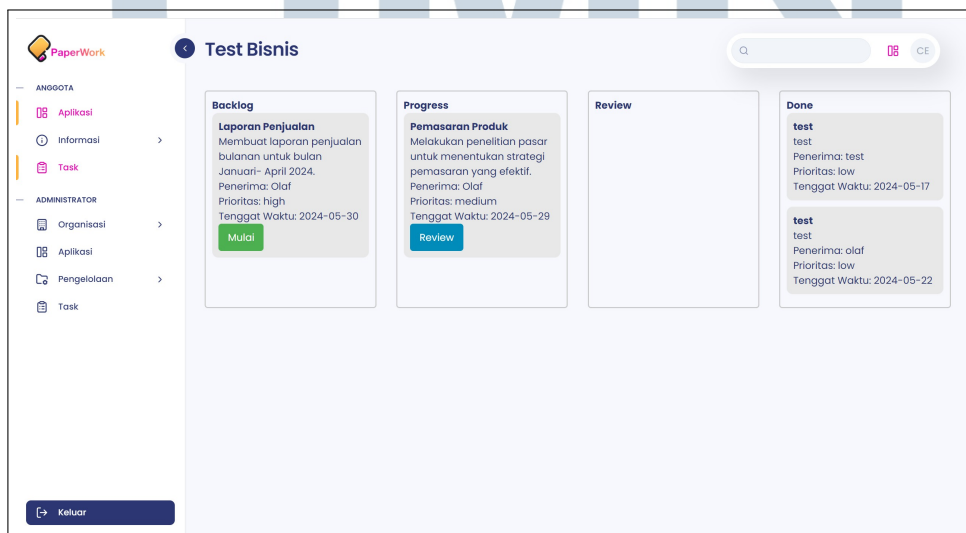 PaperWork
Test Bisnis
CE
ANGGOTA
Aplikasi
Informasi
Task
ADMINISTRATOR
Organisasi
Aplikasi
Pengelolaan
Task
Keluar
Backlog
Laporan Penjualan
Membuat laporan penjualan
bulanan untuk bulan
Januari- April 2024.
Penerima: Olaf
Prioritas: high
Tenggat Waktu: 2024-05-30
Mulai
Progress
Pemasaran Produk
Melakukan penelitian pasar
untuk menentukan strategi
pemasaran yang efektif.
Penerima: Olaf
Prioritas: medium
Tenggat Waktu: 2024-05-29
Review
Review
Done
test
test
Penerima: test
Prioritas: low
Tenggat Waktu: 2024-05-17
test
test
Penerima: olaf
Prioritas: low
Tenggat Waktu: 2024-05-22